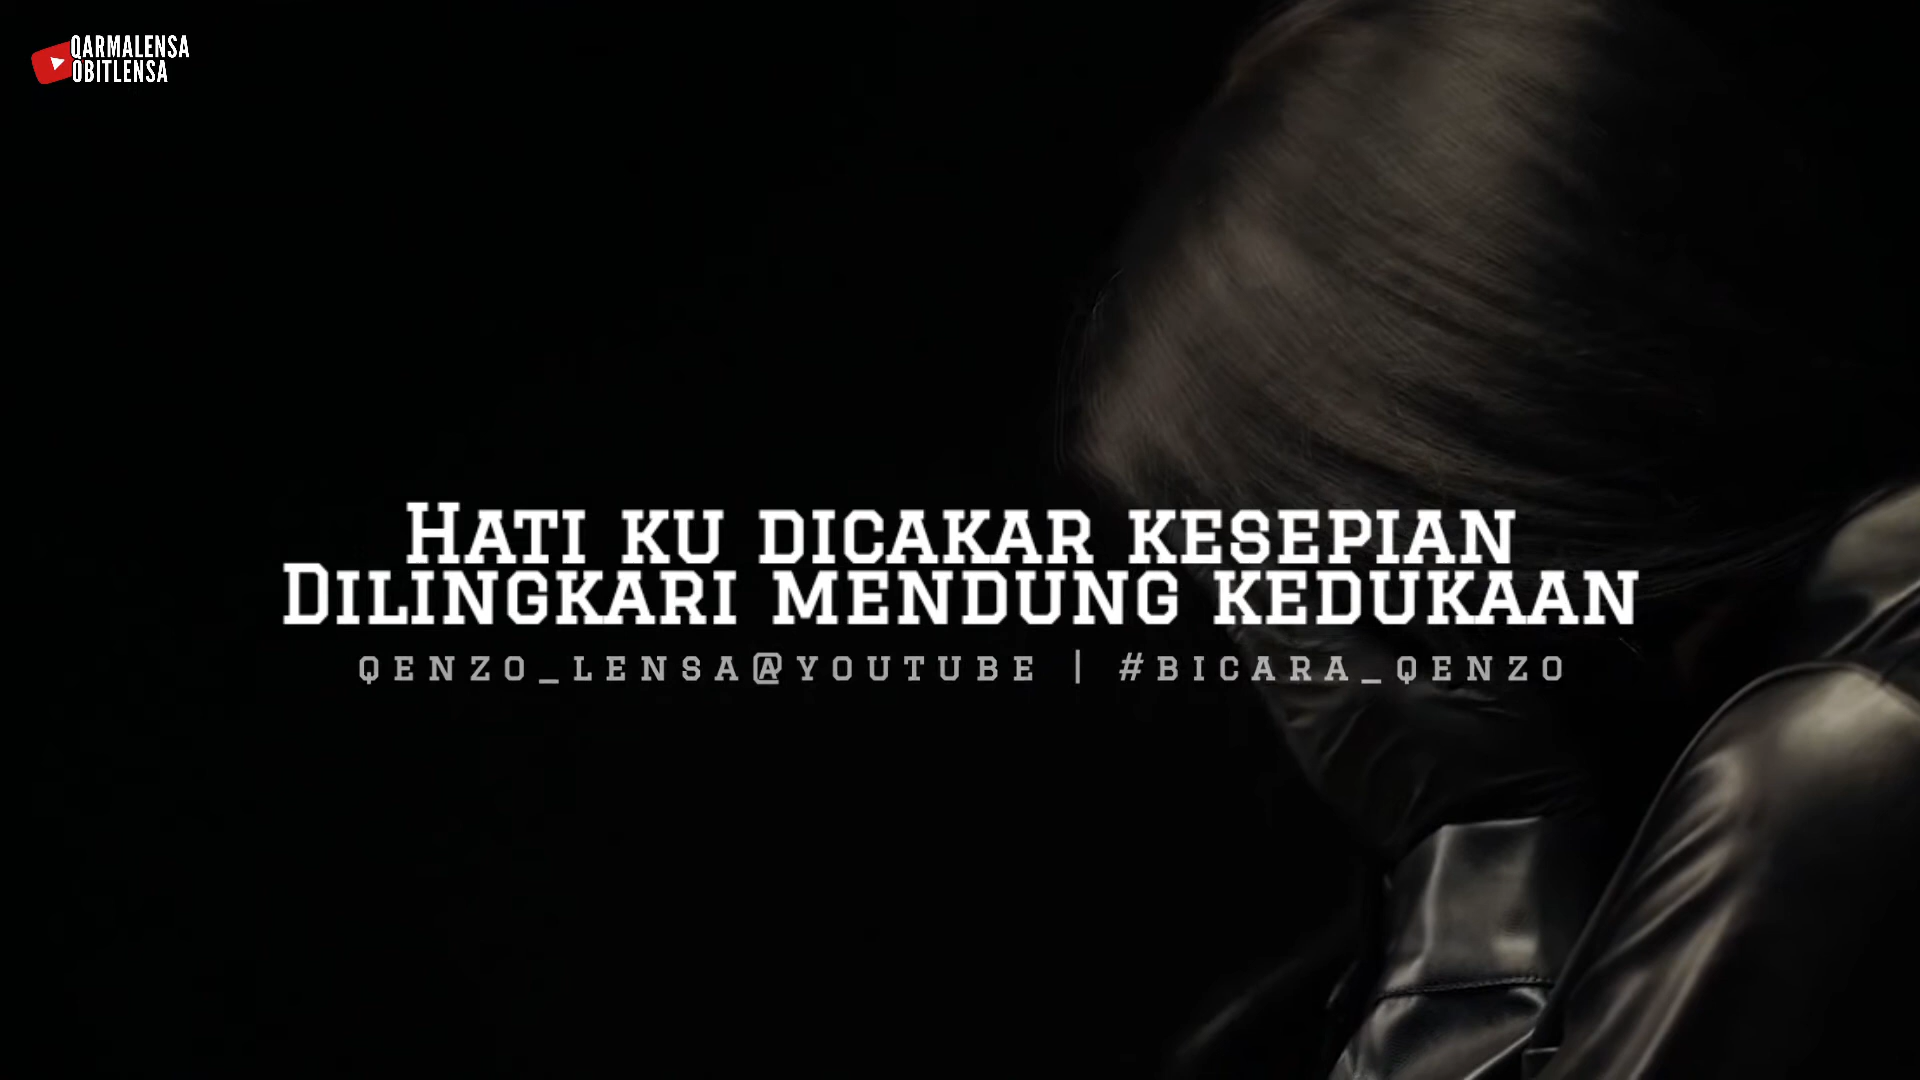 QARMALENSA
OBITLENSA
Hati ku dicakar kesepian
Dilingkari mendung kedukaan
QENZO_LENSA@YOUTUBE | #BICARA_QENZO